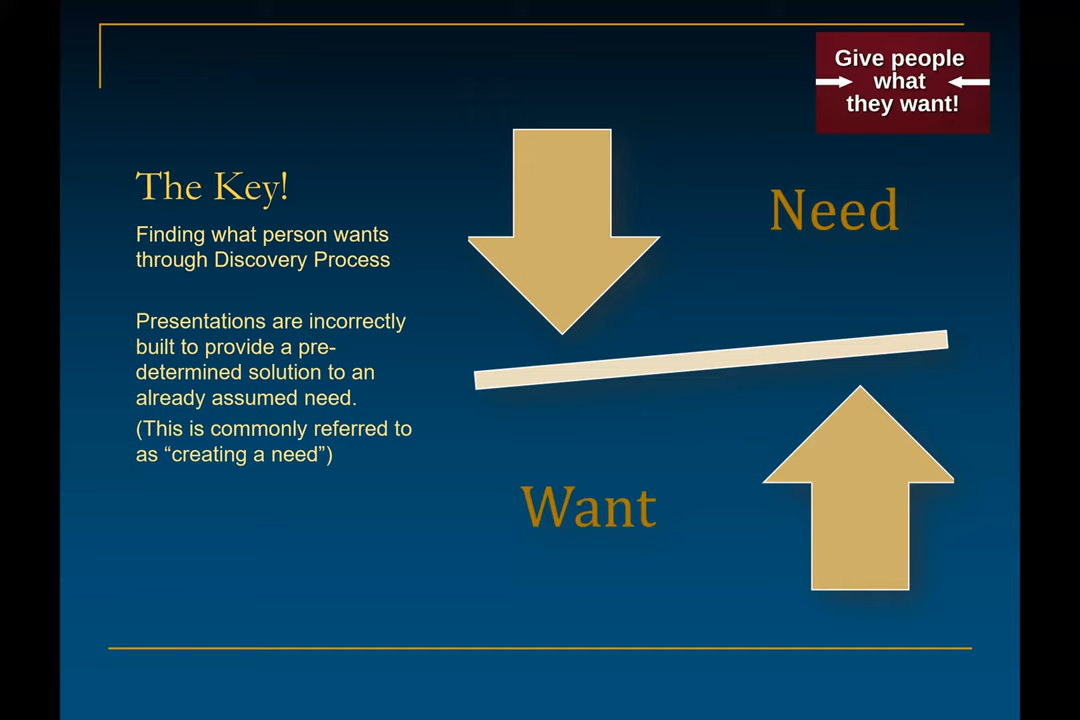 Give people
what
they want!
The Key!
Finding what person wants
through Discovery Process
Presentations are incorrectly
built to provide a pre-
determined solution to an
already assumed need.
(This is commonly referred to
as “creating a need”)
Need
Want